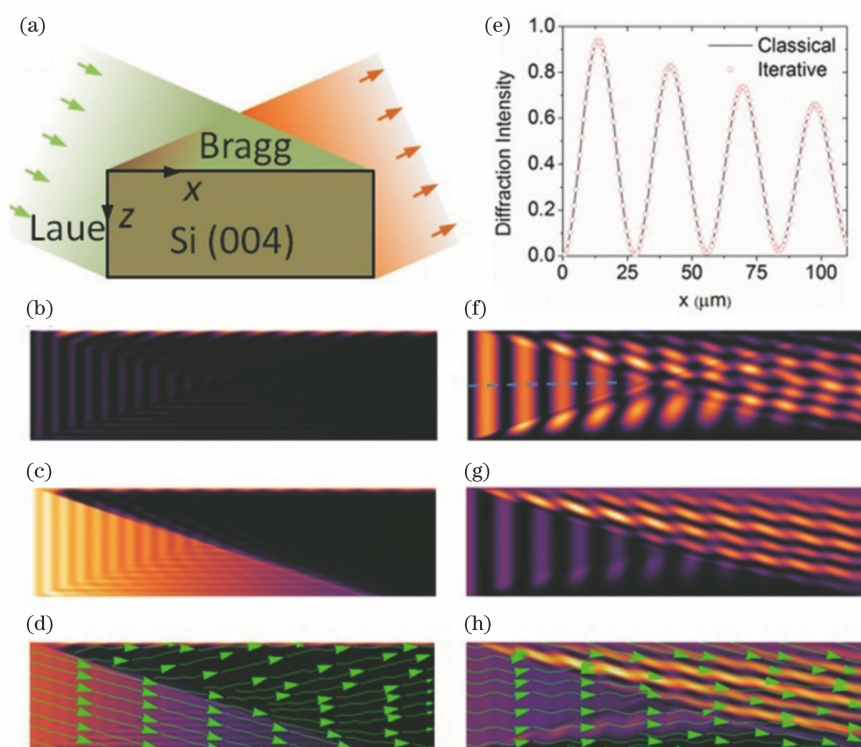 (a)
Bragg
x
Laue
z
Si (004)
(e)
1.0
0.8
0.6
0.4
0.2
0.0
Diffraction Intensity
Classical
Iterative
0
25
50
75
100
x (μm)
(b)
(f)
(c)
(g)
(d)
(h)